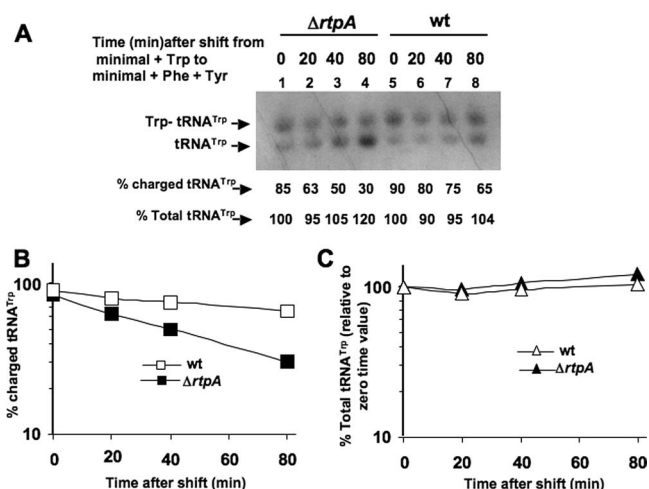 A
ΔrtpA wt
Time (min)after shift from
minimal + Trp to
minimal + Phe + Tyr
0 20 40 80 0 20 40 80
1 2 3 4 5 6 7 8
Trp- tRNATrp
tRNATrp
% charged tRNATrp 85 63 50 30 90 80 75 65
% Total tRNATrp 100 95 105 120 100 90 95 104
B
% charged tRNATrp
100
10
wt
ΔrtpA
0 20 40 80
Time after shift (min)
C
% Total tRNATrp (relative to
zero time value)
100
10
wt
ΔrtpA
0 20 40 60 80
Time after shift (min)